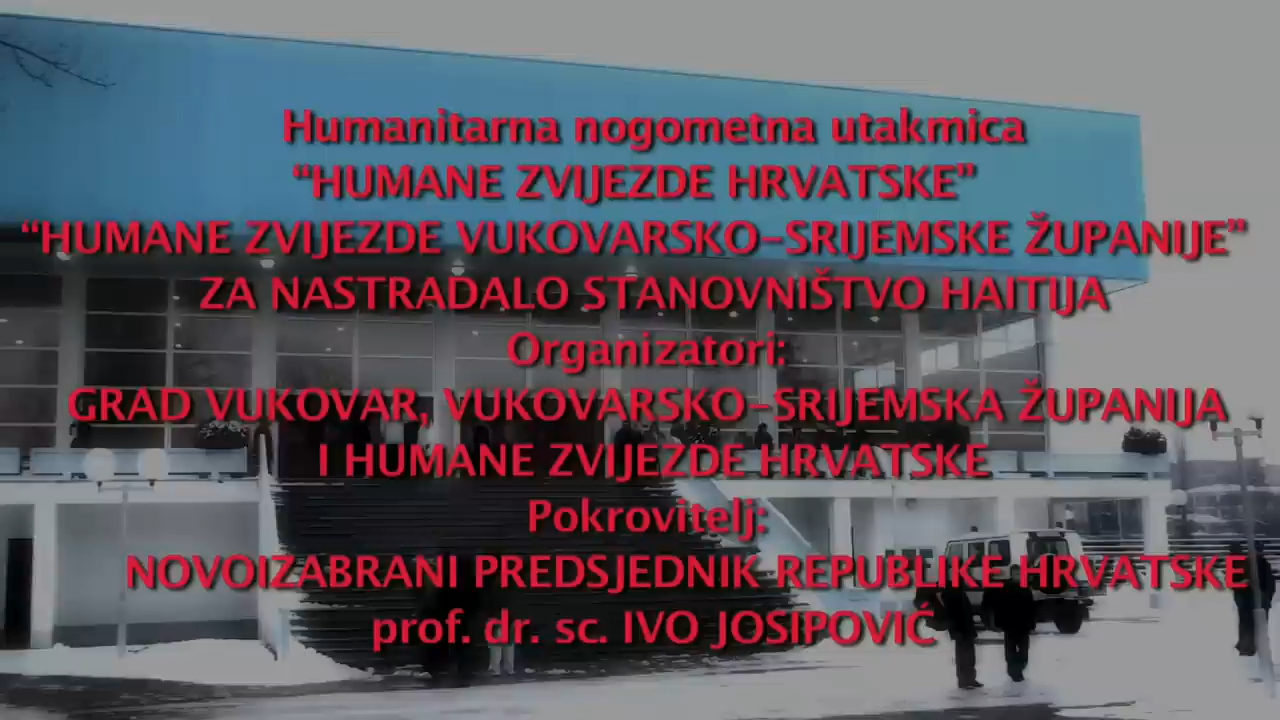 Humanitarna nogometna utakmica
“HUMANE ZVIJEZDE HRVATSKE”
“HUMANE ZVIJEZDE VUKOVARSKO-SRIJEMSKE ŽUPANIJE”
ZA NASTRADALO STANOVNIŠTVO HAITIJA
Organizatori:
GRAD VUKOVAR, VUKOVARSKO-SRIJEMSKA ŽUPANIJA
I HUMANE ZVIJEZDE HRVATSKE
Pokrovitelj:
NOVOIZABRANI PREDSJEDNIK REPUBLIKE HRVATSKE
prof. dr. sc. IVO JOSIPOVIĆ